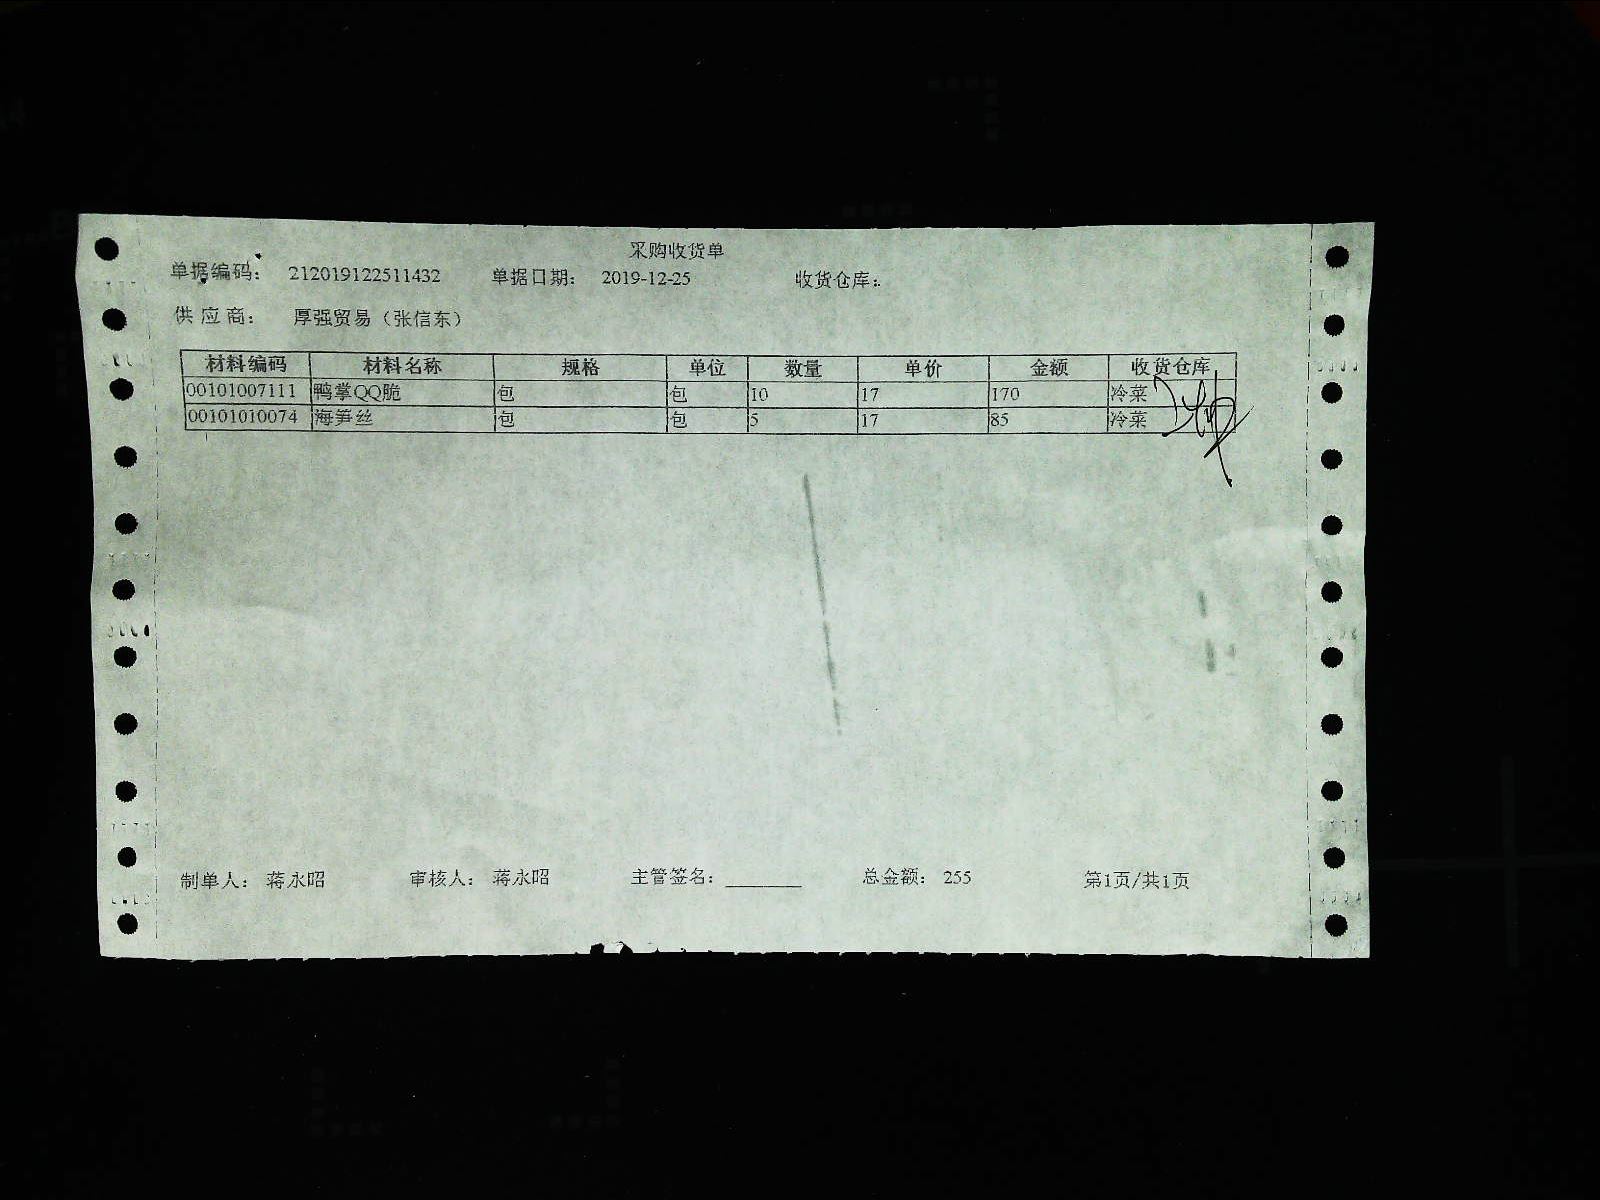 采购收货单
单据编码： 212019122511432 单据日期： 2019-12-25 收货仓库：
供应商： 厚强贸易（张信东）
材料编码 材料名称 规格 单位 数量 单价 金额 收货仓库
00101007111 鸭掌QQ脆 包 包 10 17 170 冷菜
00101010074 海笋丝 包 包 5 17 85 冷菜
制单人： 蒋永昭 审核人： 蒋永昭 主管签名： 总金额： 255 第1页/共1页